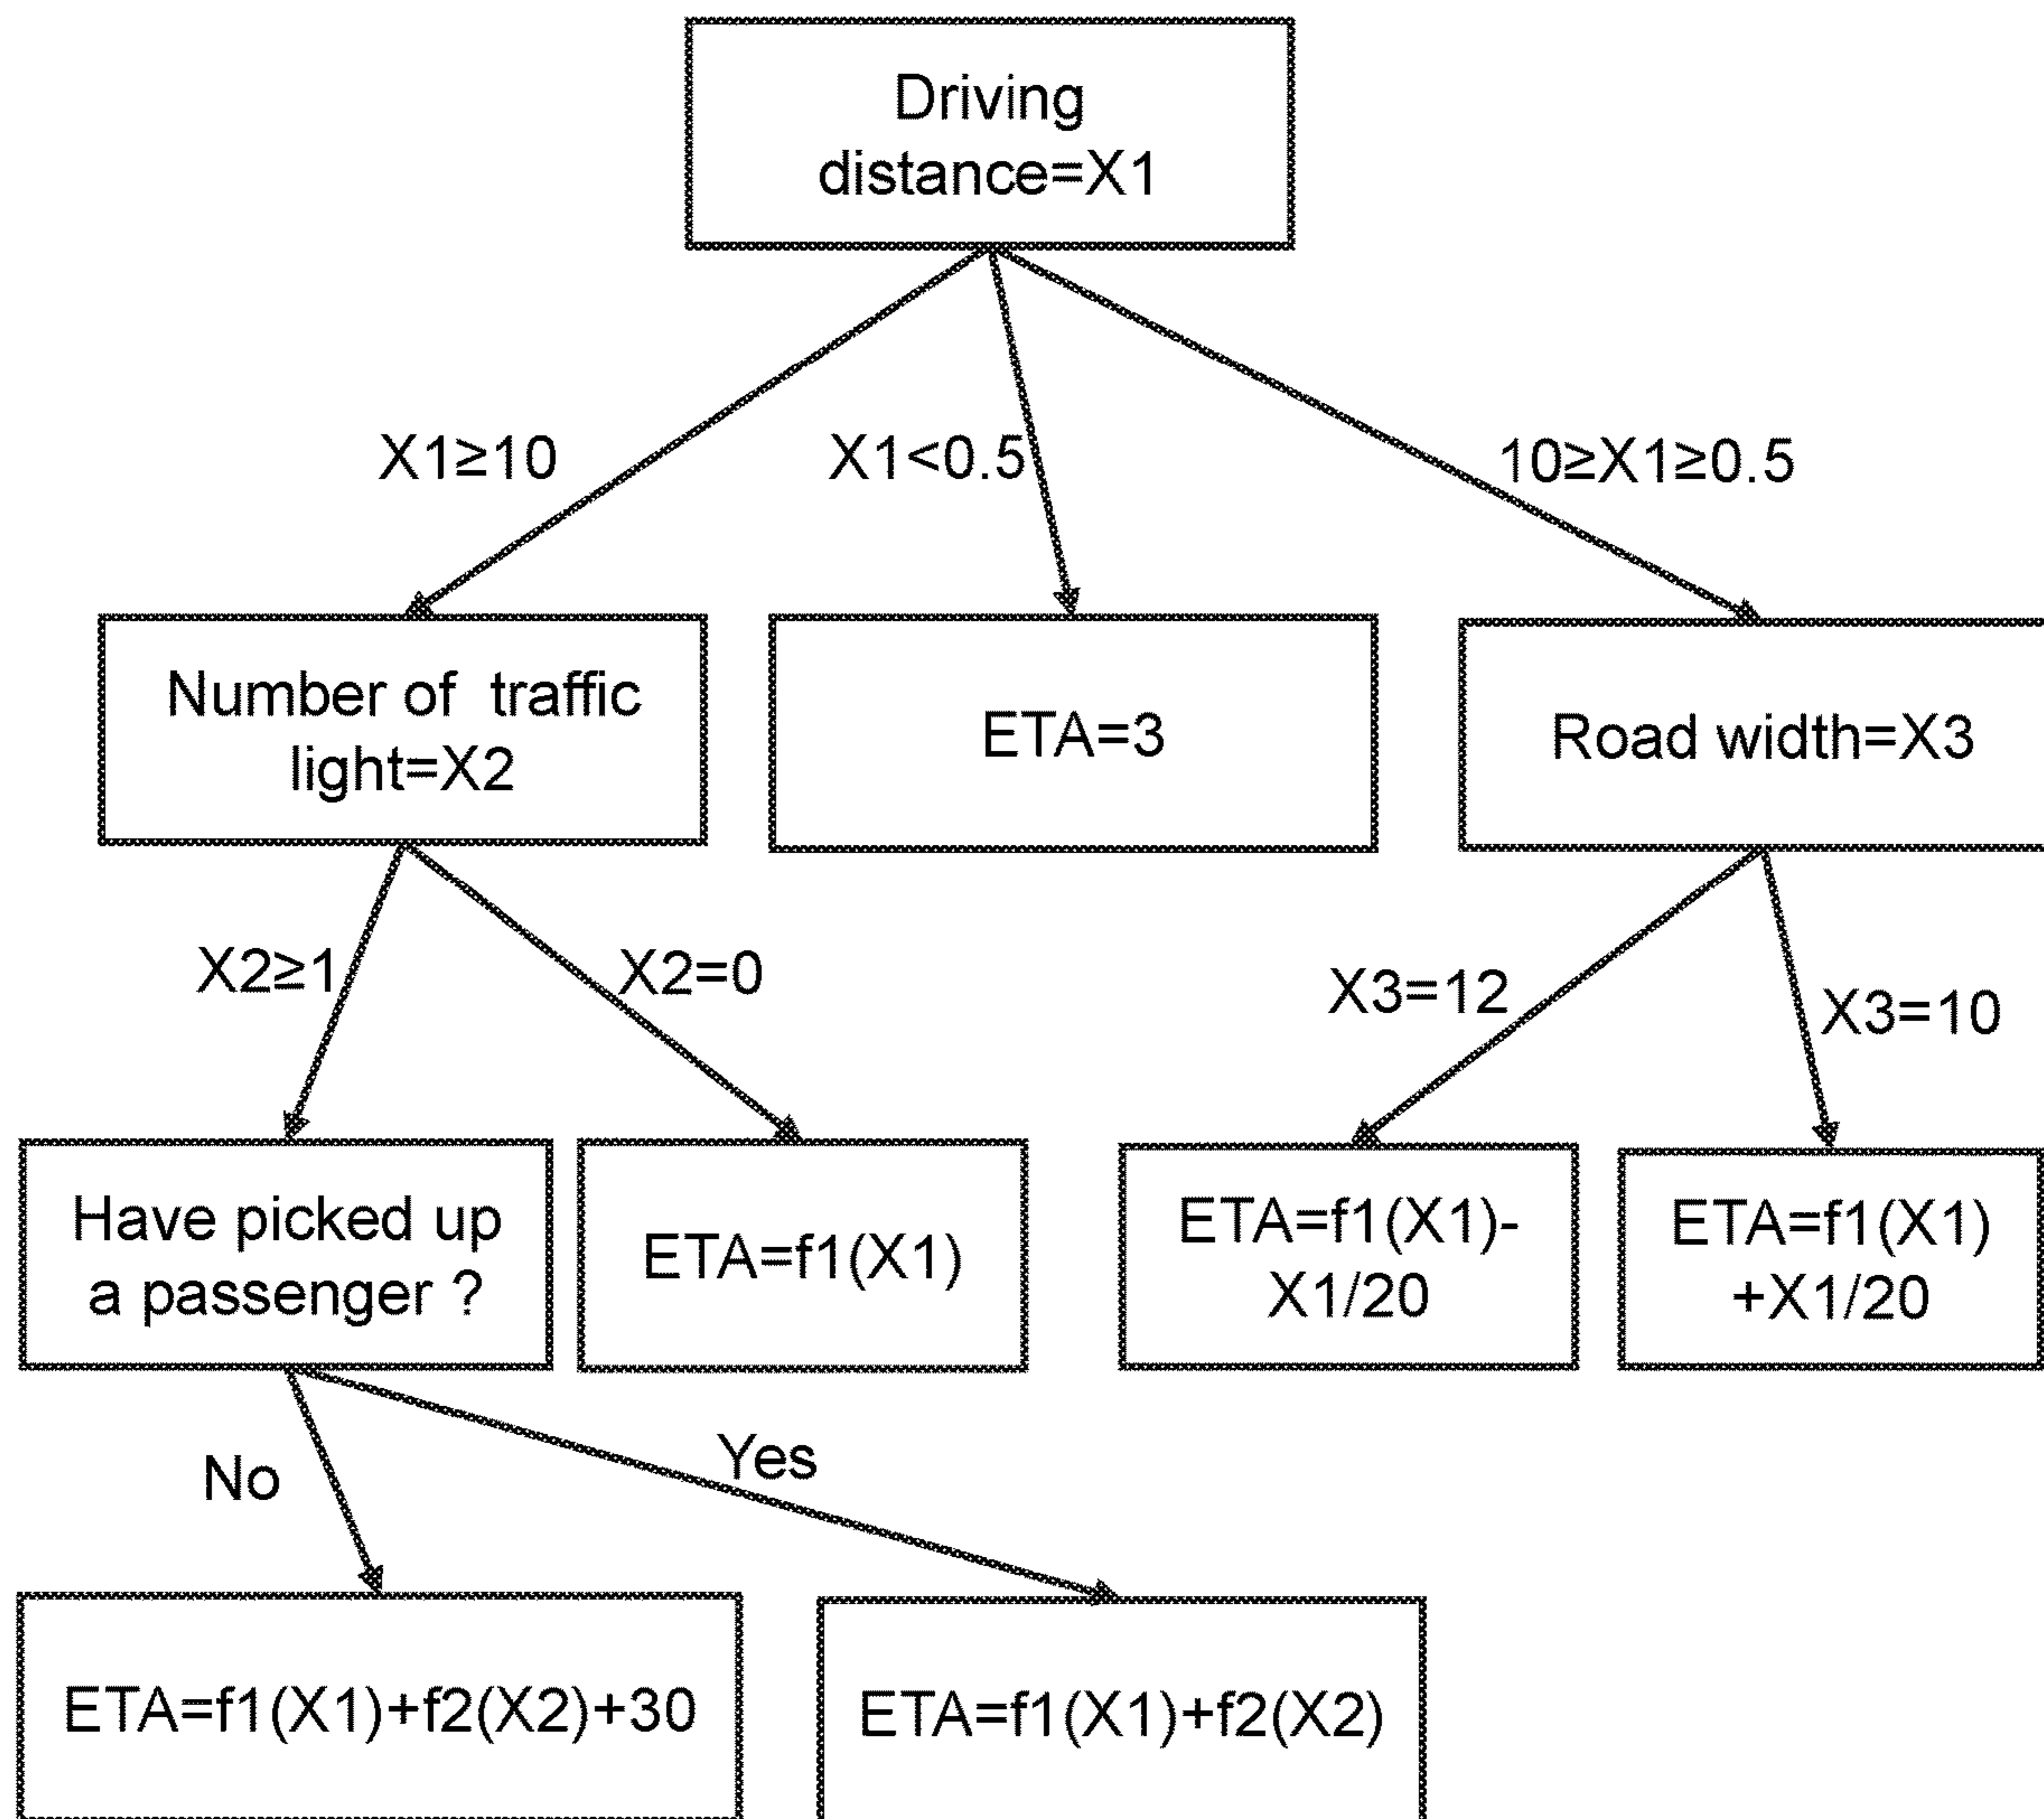 Driving
distance=X1
X1≥10
X1<0.5
10≥X1≥0.5
Number of traffic
light=X2
ETA=3
Road width=X3
X2≥1
X2=0
X3=12
X3=10
Have picked up
a passenger ?
ETA=f1(X1)
ETA=f1(X1)-
X1/20
ETA=f1(X1)
+X1/20
No
Yes
ETA=f1(X1)+f2(X2)+30
ETA=f1(X1)+f2(X2)